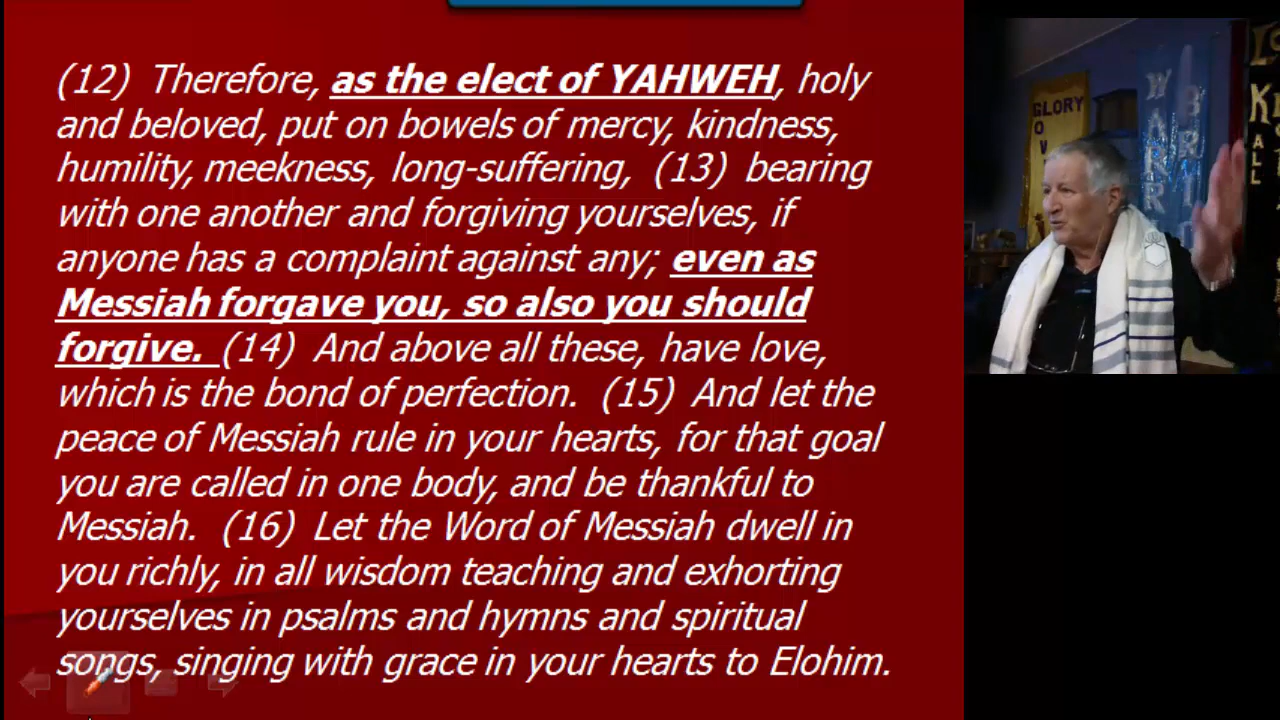 (12) Therefore, as the elect of YAHWEH, holy
and beloved, put on bowels of mercy, kindness,
humility, meekness, long-suffering, (13) bearing
with one another and forgiving yourselves, if
anyone has a complaint against any; even as
Messiah forgave you, so also you should
forgive. (14) And above all these, have love,
which is the bond of perfection. (15) And let the
peace of Messiah rule in your hearts, for that goal
you are called in one body, and be thankful to
Messiah. (16) Let the Word of Messiah dwell in
you richly, in all wisdom teaching and exhorting
yourselves in psalms and hymns and spiritual
songs, singing with grace in your hearts to Elohim.
GLORY